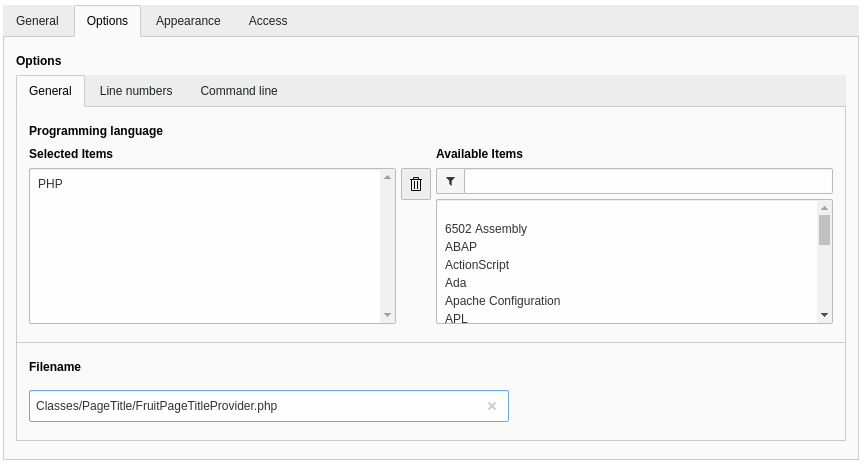 General Options Appearance Access
Options
General Line numbers Command line
Programming language
Selected Items Available Items
PHP
6502 Assembly
ABAP
ActionScript
Ada
Apache Configuration
APL
Filename
Classes/PageTitle/FruitPageTitleProvider.php